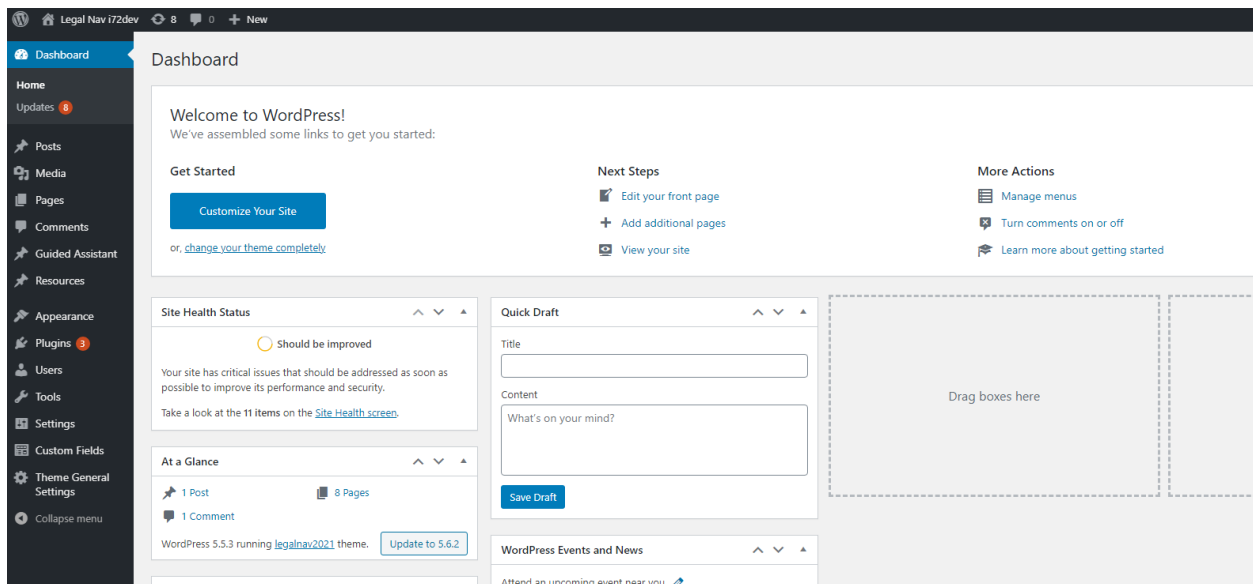 Legal Nav i72dev 8 0 New
Dashboard
Home
Updates 8
Posts
Media
Pages
Comments
Guided Assistant
Resources
Appearance
Plugins 3
Users
Tools
Settings
Custom Fields
Theme General
Settings
Collapse menu
Dashboard
Welcome to WordPress!
We've assembled some links to get you started:
Get Started
Customize Your Site
or, change your theme completely
Next Steps
Edit your front page
Add additional pages
View your site
More Actions
Manage menus
Turn comments on or off
Learn more about getting started
Site Health Status
Should be improved
Your site has critical issues that should be addressed as soon as
possible to improve its performance and security.
Take a look at the 11 items on the Site Health screen.
At a Glance
1 Post
8 Pages
1 Comment
WordPress 5.5.3 running legalnav2021 theme.
Update to 5.6.2
Quick Draft
Title
Content
What's on your mind?
Save Draft
WordPress Events and News
Attend an upcoming event near you.
Drag boxes here